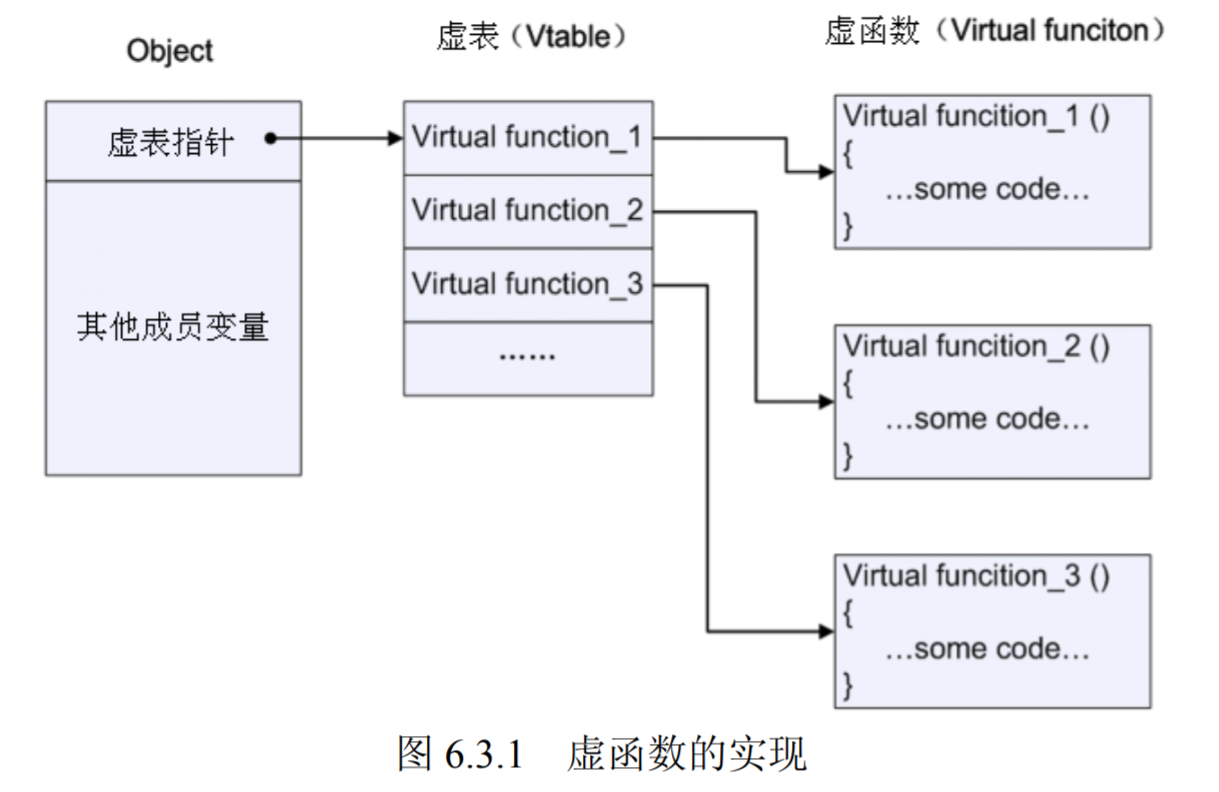 Object
虚表（Vtable）
虚函数（Virtual funciton）
虚表指针
其他成员变量
Virtual function_1
Virtual function_2
Virtual function_3
......
Virtual funcition_1 ()
{
...some code...
}
Virtual funcition_2 ()
{
...some code...
}
Virtual funcition_3 ()
{
...some code...
}
图 6.3.1 虚函数的实现